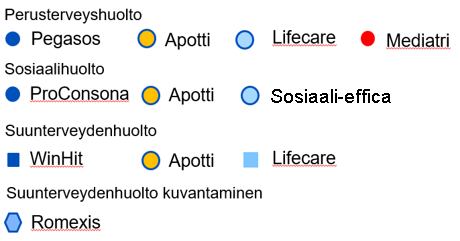 Perusterveyshuolto
Pegasos Apotti Lifecare Mediatri
Sosiaalihuolto
ProConsona Apotti Sosiaali-effica
Suunterveydenhuolto
WinHit Apotti Lifecare
Suunterveydenhuolto kuvantaminen
Romexis